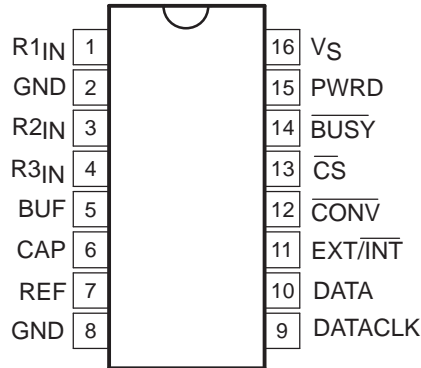 R1IN 1 16 VS
GND 2 15 PWRD
R2IN 3 14 BUSY
R3IN 4 13 CS
BUF 5 12 CONV
CAP 6 11 EXT/INT
REF 7 10 DATA
GND 8 9 DATACLK